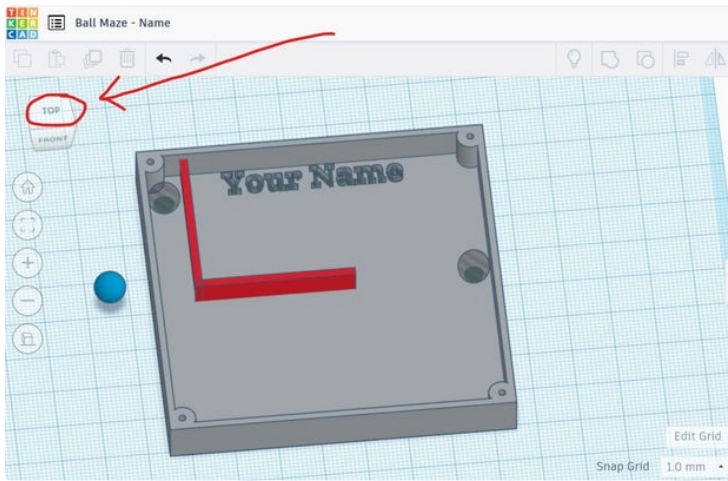 TIN
KER
CAD
Ball Maze - Name
TOP
FRONT
Your Name
Edit Grid
Snap Grid 1.0 mm